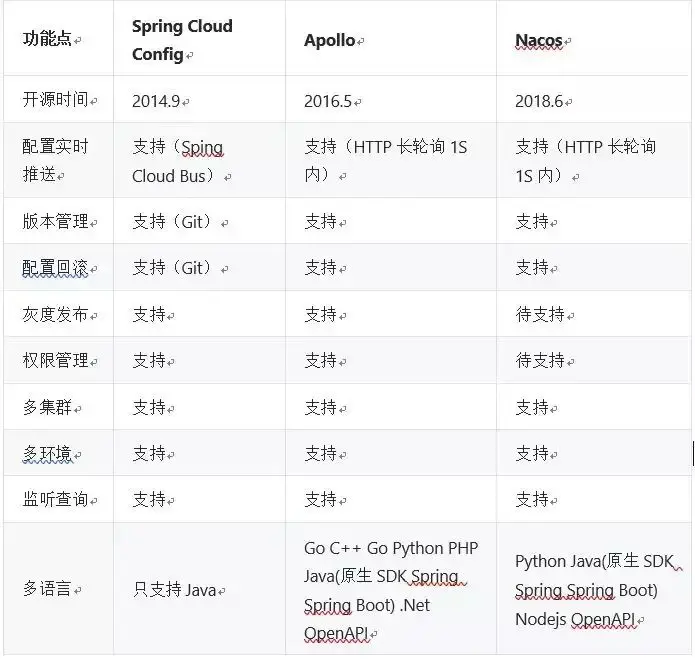 功能点
Spring Cloud
Config
Apollo
Nacos
开源时间
2014.9
2016.5
2018.6
配置实时
推送
支持（Sping
Cloud Bus）
支持（HTTP 长轮询 1S
内）
支持（HTTP 长轮询
1S 内）
版本管理
支持（Git）
支持
支持
配置回滚
支持（Git）
支持
支持
灰度发布
支持
支持
待支持
权限管理
支持
支持
待支持
多集群
支持
支持
支持
多环境
支持
支持
支持
监听查询
支持
支持
支持
多语言
只支持 Java
Go C++ Go Python PHP
Java(原生 SDK Spring
Spring Boot) .Net
OpenAPI
Python Java(原生 SDK
Spring Spring Boot)
Nodejs OpenAPI